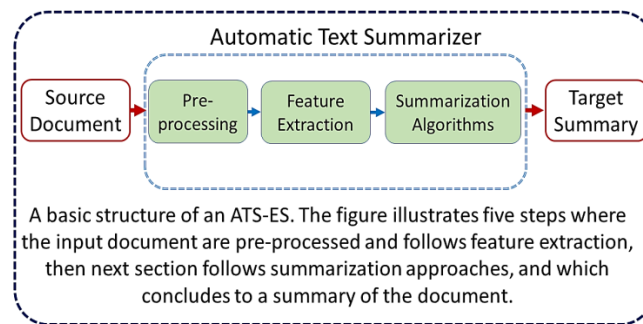 Automatic Text Summarizer
Source
Document
Pre-
processing
Feature
Extraction
Summarization
Algorithms
Target
Summary
A basic structure of an ATS-ES. The figure illustrates five steps where
the input document are pre-processed and follows feature extraction,
then next section follows summarization approaches, and which
concludes to a summary of the document.